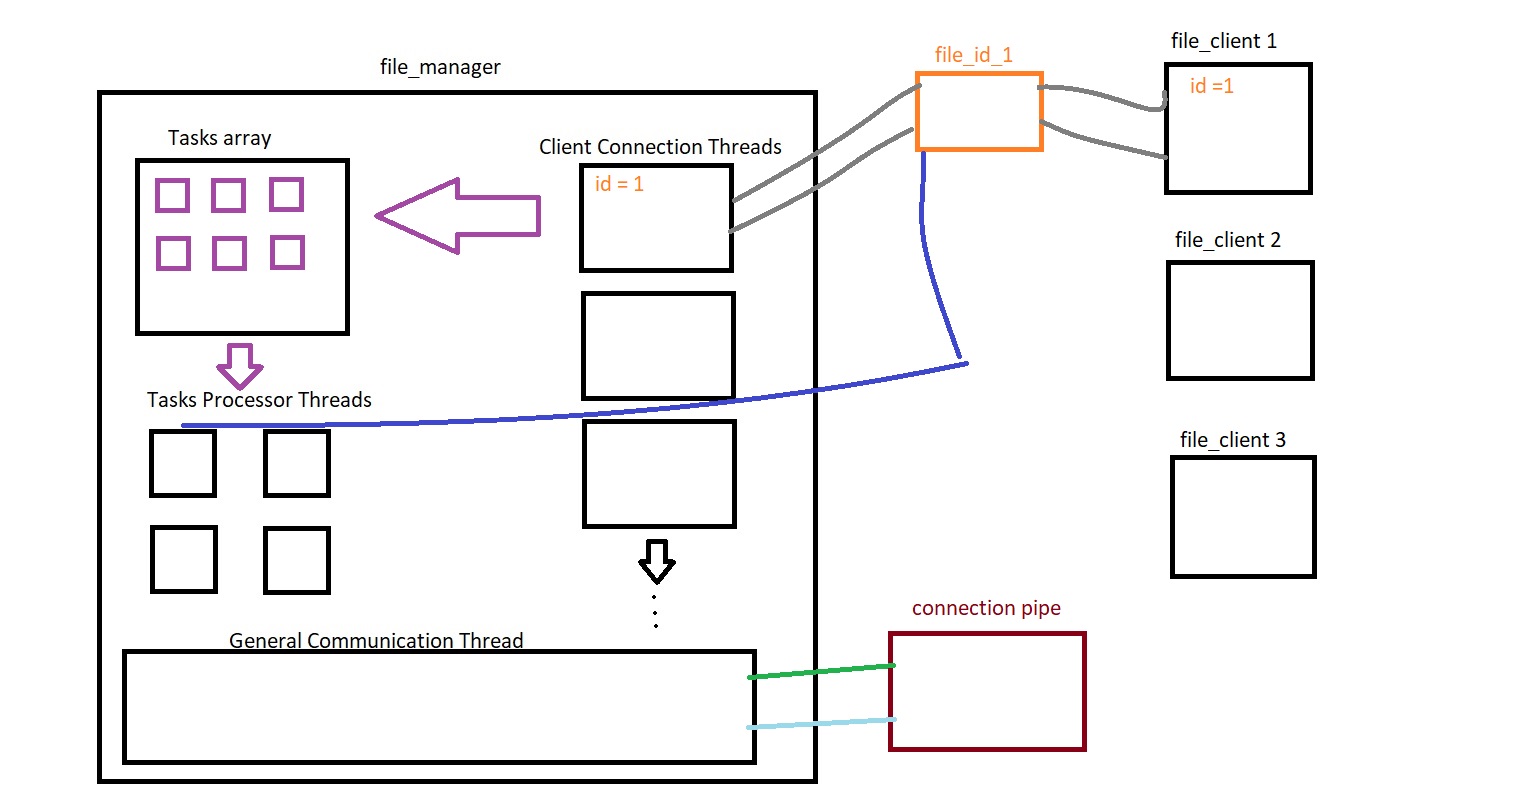 file_manager
file_id_1
file_client 1
id =1
Tasks array
Client Connection Threads
id = 1
file_client 2
Tasks Processor Threads
file_client 3
connection pipe
General Communication Thread